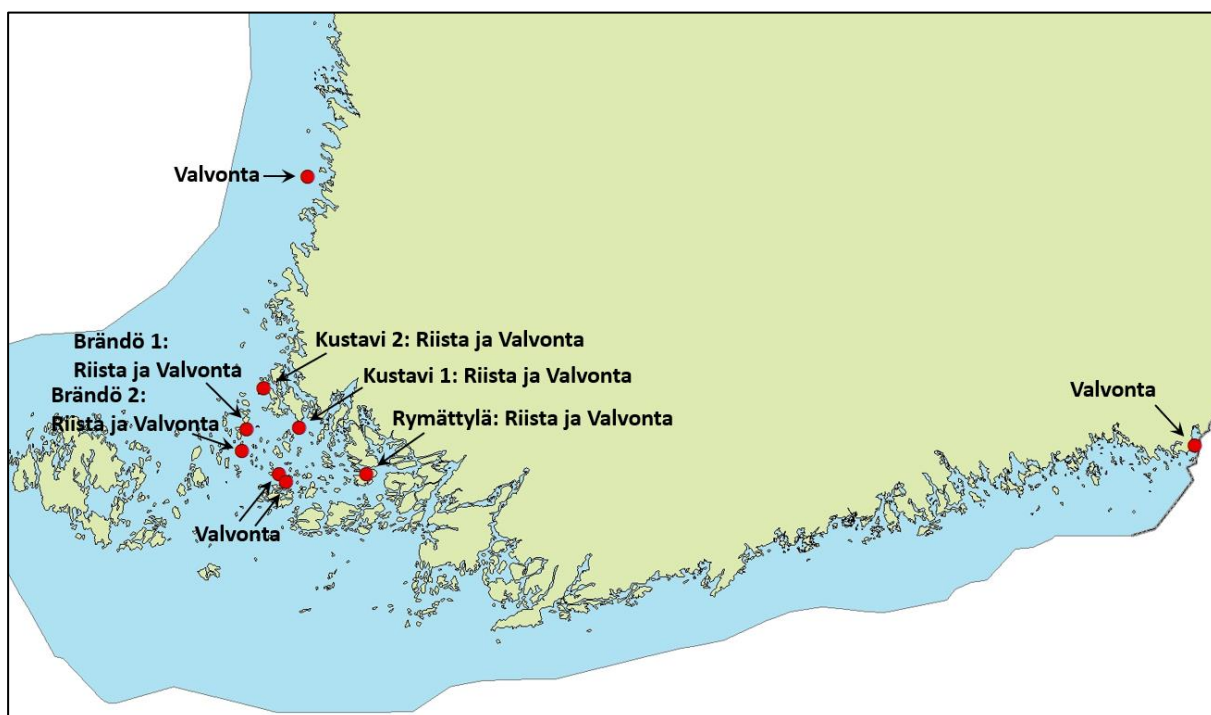 Valvonta
Brändö 1:
Riista ja Valvonta
Brändö 2:
Riista ja Valvonta
Kustavi 2: Riista ja Valvonta
Kustavi 1: Riista ja Valvonta
Rymättylä: Riista ja Valvonta
Valvonta
Valvonta